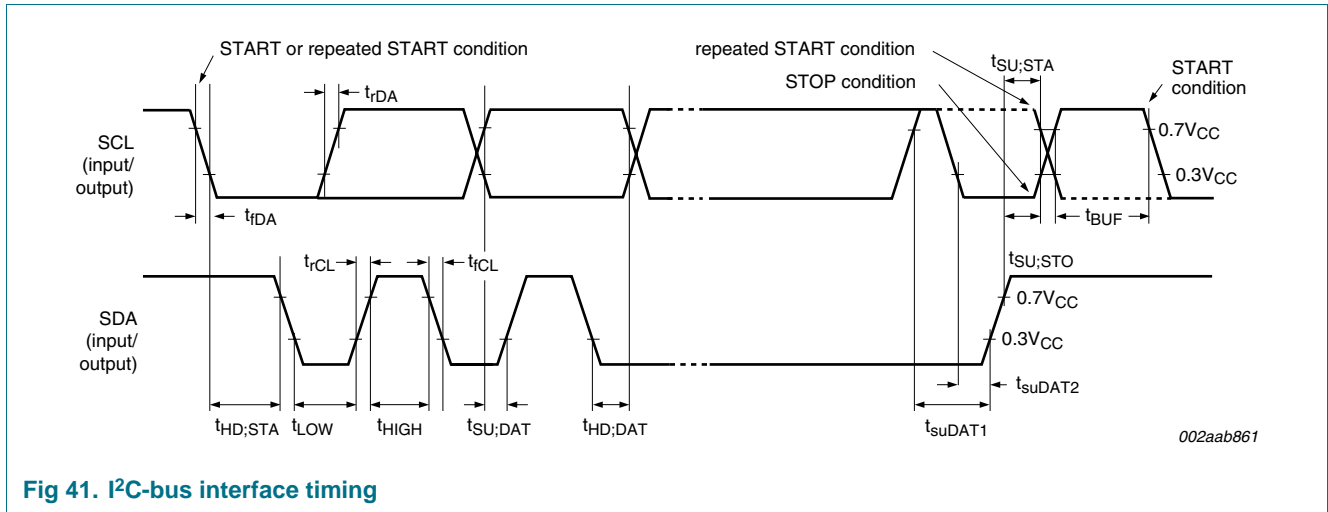 START or repeated START condition
repeated START condition
STOP condition
tSU;STA
START
condition
trDA
SCL
(input/
output)
0.7VCC
0.3VCC
tfDA
tBUF
trCL
tfCL
tSU;STO
SDA
(input/
output)
0.7VCC
0.3VCC
tsuDAT2
tHD;STA
tLOW
tHIGH
tSU;DAT
tHD;DAT
tsuDAT1
002aab861
Fig 41. I²C-bus interface timing